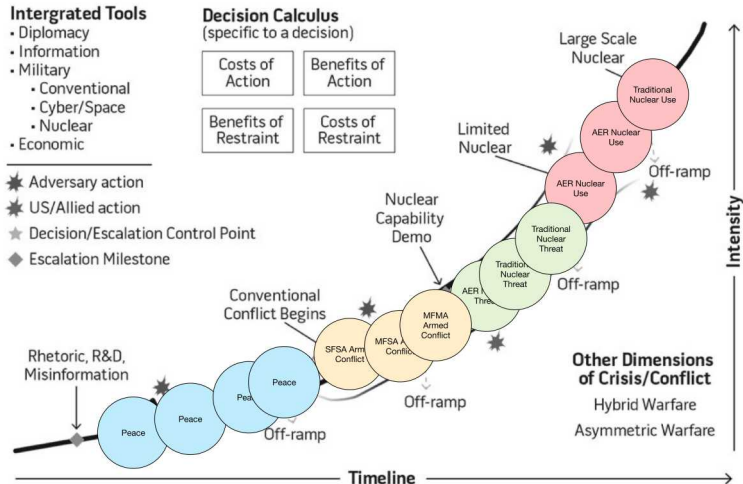 Intergrated Tools
• Diplomacy
• Information
• Military
• Conventional
• Cyber/Space
• Nuclear
• Economic
Adversary action
US/Allied action
Decision/Escalation Control Point
Escalation Milestone
Decision Calculus
(specific to a decision)
Costs of
Action
Benefits of
Action
Benefits of
Restraint
Costs of
Restraint
Large Scale
Nuclear
Traditional
Nuclear Use
AER Nuclear
Use
Limited
Nuclear
Off-ramp
AER Nuclear
Use
Nuclear
Capability
Demo
Traditional
Nuclear
Threat
Nuclear
Threat
Off-ramp
AER
Conventional
Conflict Begins
MFMA
Armed
Conflict
MFSA
SFSA
Conflict
Off-ramp
Rhetoric, R&D,
Misinformation
Peace
Peace
Peace
Off-ramp
Other Dimensions
of Crisis/Conflict
Hybrid Warfare
Asymmetric Warfare
Intensity
Timeline